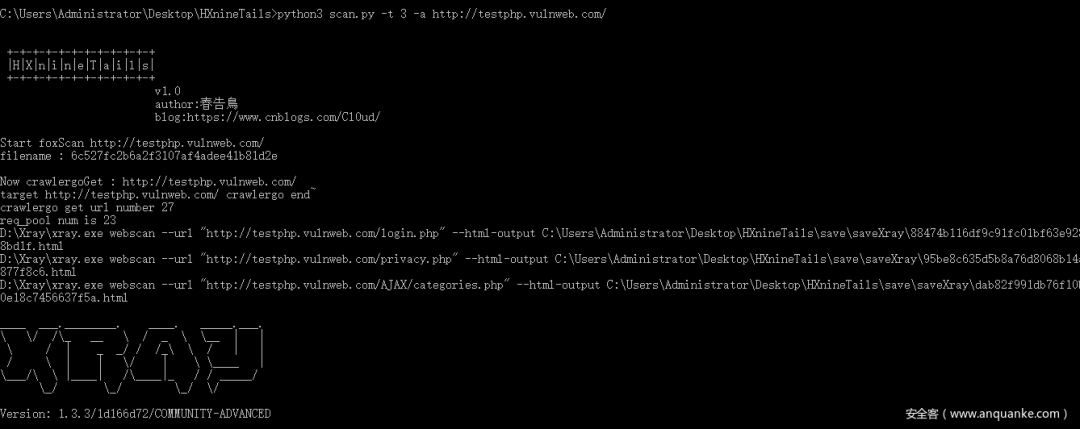 C:\Users\Administrator\Desktop\HXnineTails>python3 scan.py -t 3 -a http://testphp.vulnweb.com/
+-+-+-+-+-+-+-+-+-+-+-+
|H|X|n|i|n|e|T|a|i|l|s|
+-+-+-+-+-+-+-+-+-+-+-+
v1.0
author:春告鳥
blog:https://www.cnblogs.com/Cl0ud/
Start foxScan http://testphp.vulnweb.com/
filename : 6c527fc2b6a2f3107af4adee41b81d2e
Now crawlergoGet : http://testphp.vulnweb.com/
target http://testphp.vulnweb.com/ crawlergo end~
crawlergo get url number 27
req_pool num is 23
D:\Xray\xray.exe webscan --url "http://testphp.vulnweb.com/login.php" --html-output C:\Users\Administrator\Desktop\HXnineTails\save\saveXray\88474b116df9c91fc01bf63e928
8bd1f.html
D:\Xray\xray.exe webscan --url "http://testphp.vulnweb.com/privacy.php" --html-output C:\Users\Administrator\Desktop\HXnineTails\save\saveXray\95be8c635d5b8a76d8068b14a
877f8c6.html
D:\Xray\xray.exe webscan --url "http://testphp.vulnweb.com/AJAX/categories.php" --html-output C:\Users\Administrator\Desktop\HXnineTails\save\saveXray\dab82f991db76f10b
0e18c7456637f5a.html
XRAY
Version: 1.3.3/1d166d72/COMMUNITY-ADVANCED
安全客（www.anquanke.com）